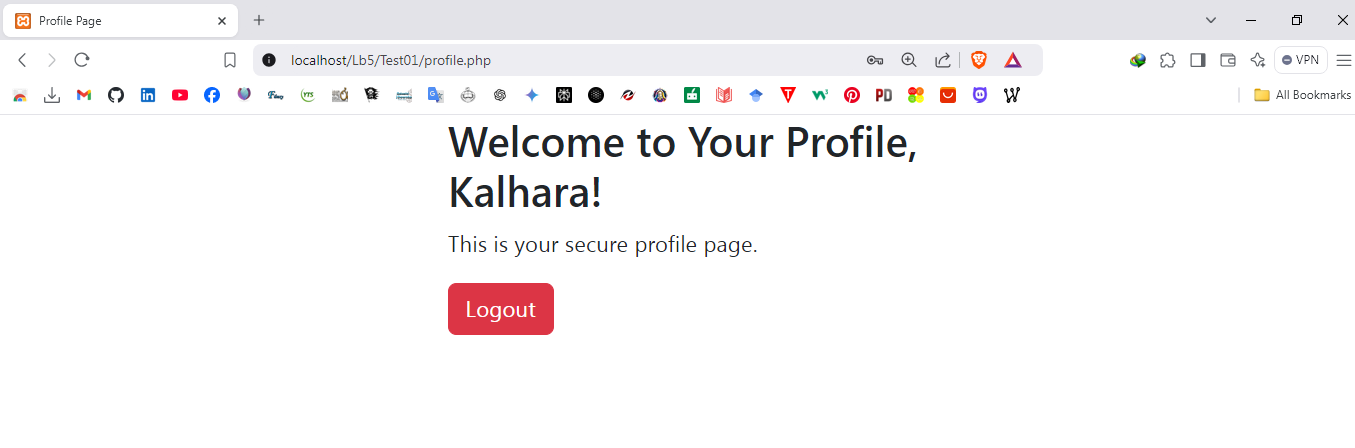 Profile Page
localhost/Lb5/Test01/profile.php
VPN
All Bookmarks
Welcome to Your Profile,
Kalhara!
This is your secure profile page.
Logout